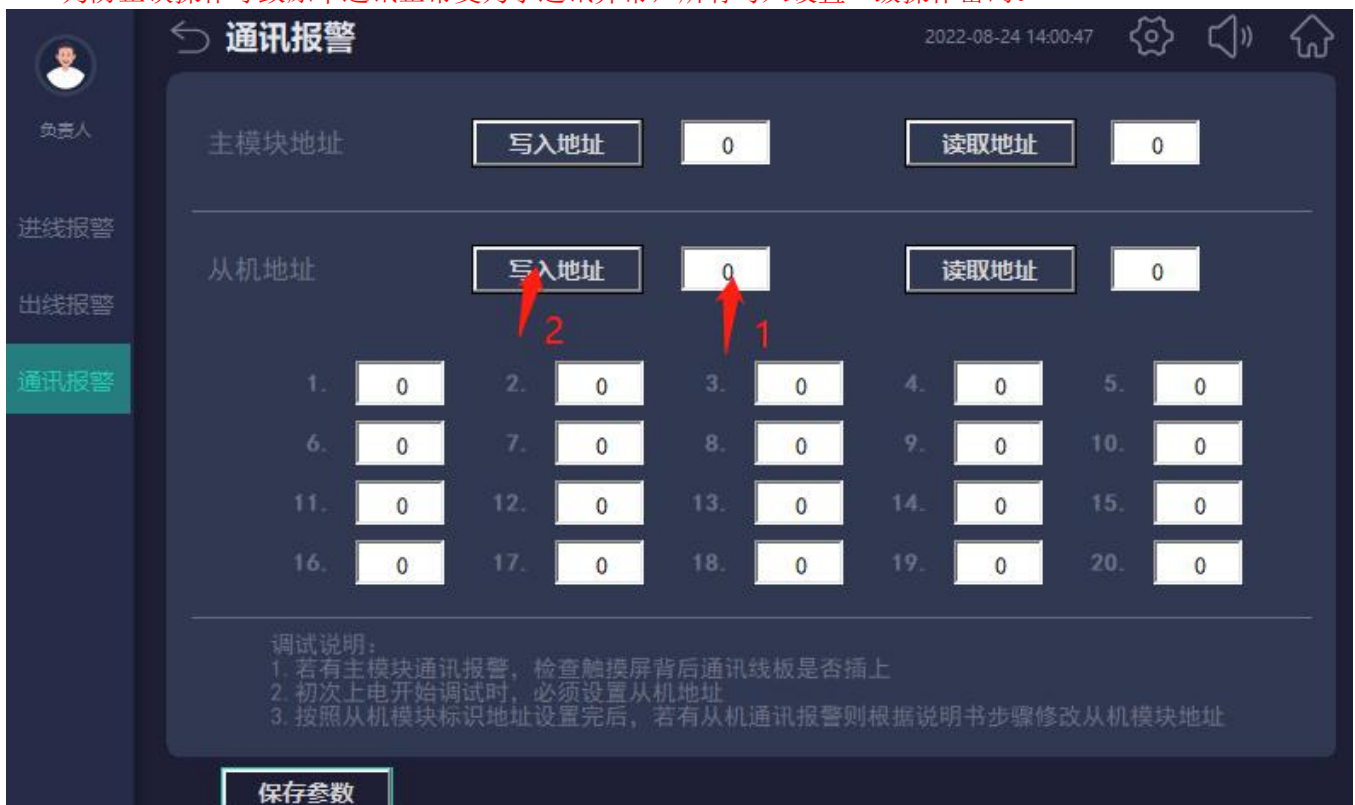 通讯报警
2022-08-24 14:00:47
负责人
进线报警
出线报警
通讯报警
主模块地址 写入地址 0 读取地址 0
从机地址 写入地址 0 读取地址 0
2 1
1. 0 2. 0 3. 0 4. 0 5. 0
6. 0 7. 0 8. 0 9. 0 10. 0
11. 0 12. 0 13. 0 14. 0 15. 0
16. 0 17. 0 18. 0 19. 0 20. 0
调试说明：
1. 若有主模块通讯报警，检查触摸屏背后通讯线板是否插上
2. 初次上电开始调试时，必须设置从机地址
3. 按照从机模块标识地址设置完后，若有从机通讯报警则根据说明书步骤修改从机模块地址
保存参数